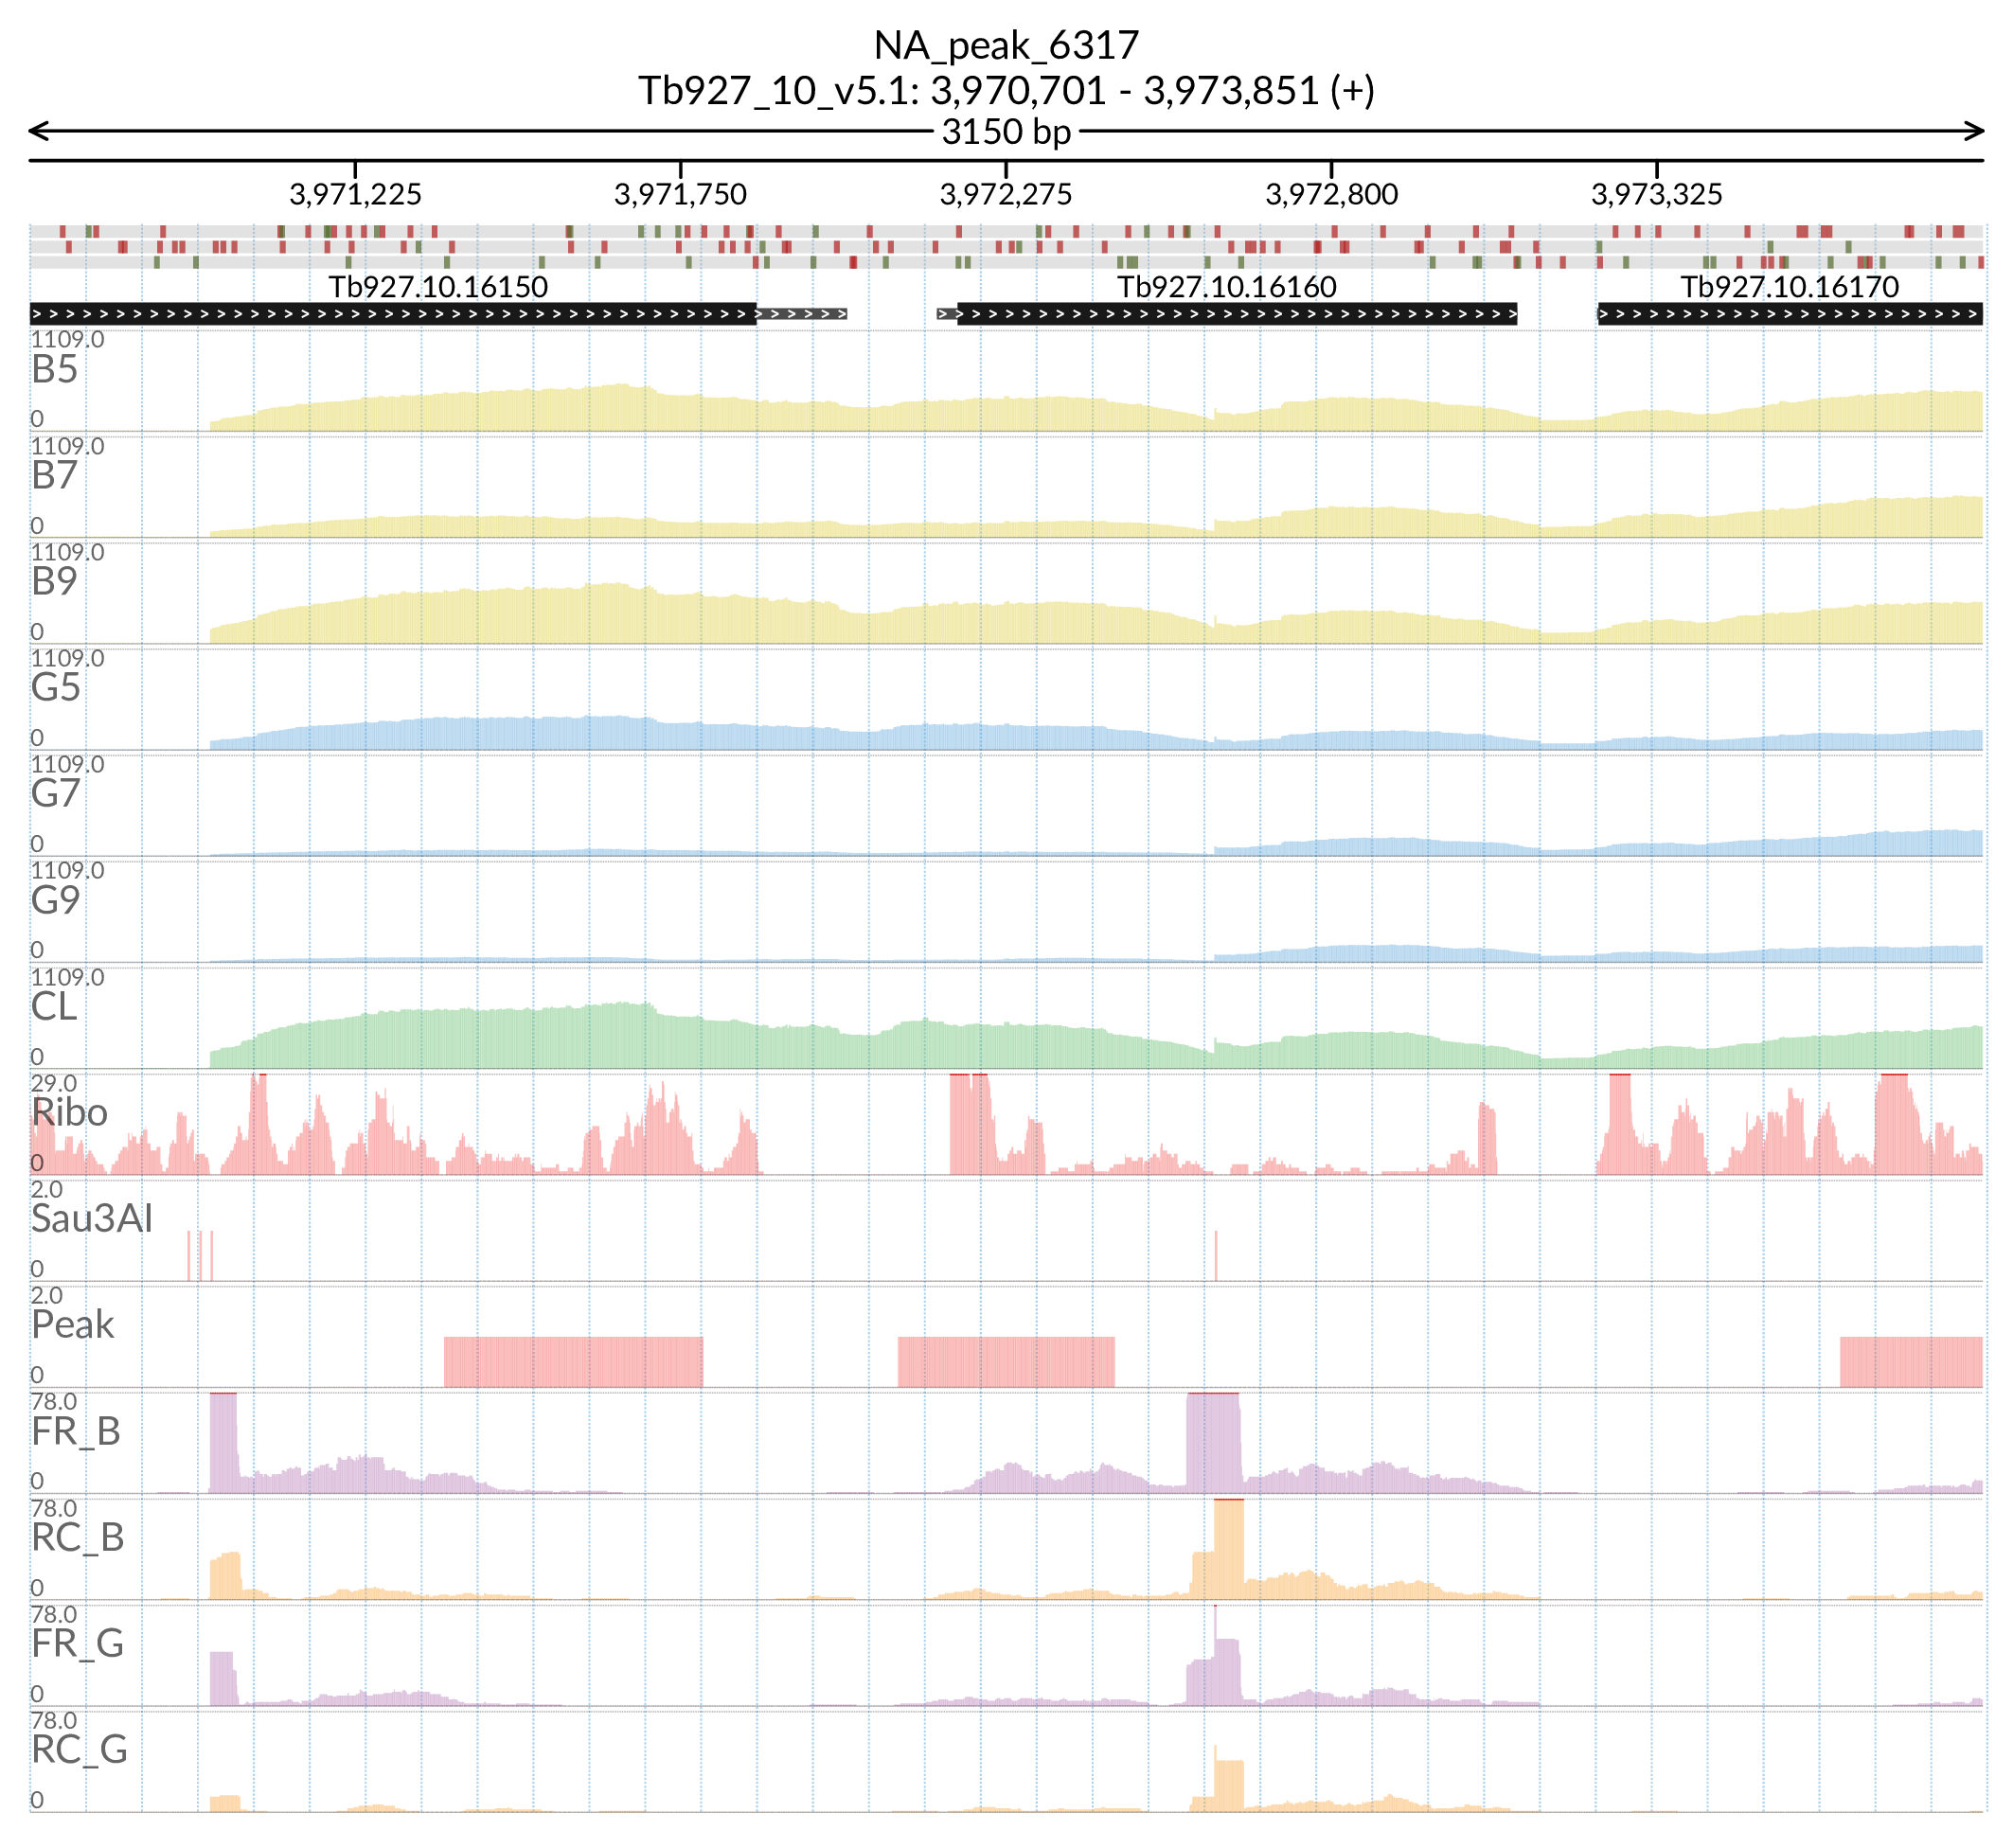 NA_peak_6317
Tb927_10_v5.1: 3,970,701 - 3,973,851 (+)
3150 bp
3,971,225 3,971,750 3,972,275 3,972,800 3,973,325
Tb927.10.16150 Tb927.10.16160 Tb927.10.16170
1109.0
B5
0
1109.0
B7
0
1109.0
B9
0
1109.0
G5
0
1109.0
G7
0
1109.0
G9
0
1109.0
CL
0
29.0
Ribo
0
2.0
Sau3AI
0
2.0
Peak
0
78.0
FR_B
0
78.0
RC_B
0
78.0
FR_G
0
78.0
RC_G
0